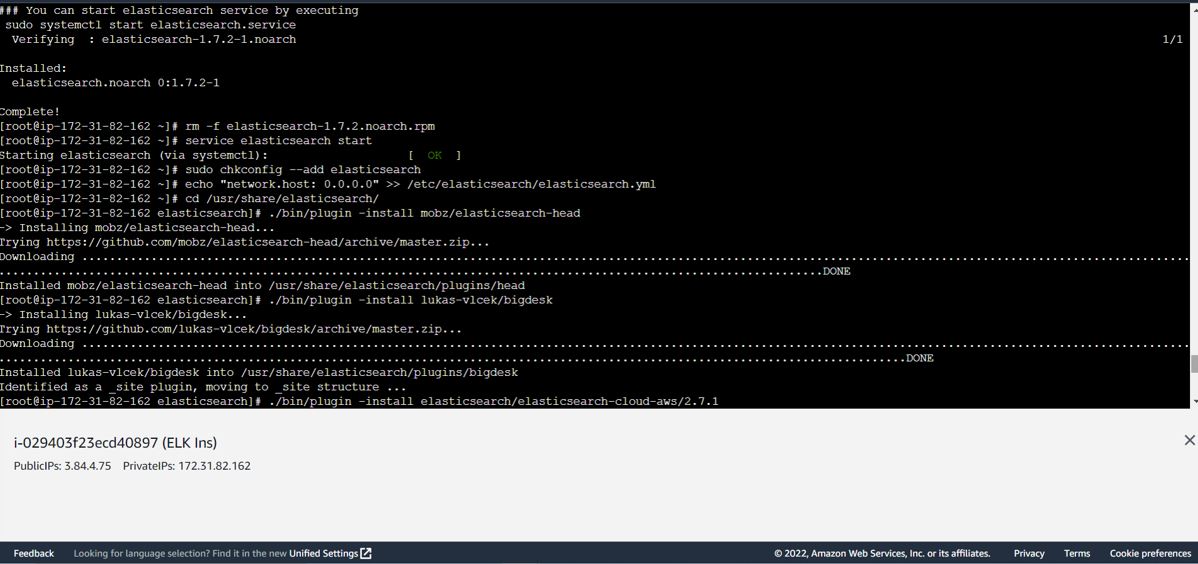 ### You can start elasticsearch service by executing
 sudo systemctl start elasticsearch.service
  Verifying  : elasticsearch-1.7.2-1.noarch 1/1
Installed:
  elasticsearch.noarch 0:1.7.2-1
Complete!
[root@ip-172-31-82-162 ~]# rm -f elasticsearch-1.7.2.noarch.rpm
[root@ip-172-31-82-162 ~]# service elasticsearch start
Starting elasticsearch (via systemctl): [  OK  ]
[root@ip-172-31-82-162 ~]# sudo chkconfig --add elasticsearch
[root@ip-172-31-82-162 ~]# echo "network.host: 0.0.0.0" >> /etc/elasticsearch/elasticsearch.yml
[root@ip-172-31-82-162 ~]# cd /usr/share/elasticsearch/
[root@ip-172-31-82-162 elasticsearch]# ./bin/plugin -install mobz/elasticsearch-head
-> Installing mobz/elasticsearch-head...
Trying https://github.com/mobz/elasticsearch-head/archive/master.zip...
Downloading ....................................................................................................................................................................
..........................................................................................................................DONE
Installed mobz/elasticsearch-head into /usr/share/elasticsearch/plugins/head
[root@ip-172-31-82-162 elasticsearch]# ./bin/plugin -install lukas-vlcek/bigdesk
-> Installing lukas-vlcek/bigdesk...
Trying https://github.com/lukas-vlcek/bigdesk/archive/master.zip...
Downloading ....................................................................................................................................................................
......................................................................................................................................DONE
Installed lukas-vlcek/bigdesk into /usr/share/elasticsearch/plugins/bigdesk
Identified as a _site plugin, moving to _site structure ...
[root@ip-172-31-82-162 elasticsearch]# ./bin/plugin -install elasticsearch/elasticsearch-cloud-aws/2.7.1
i-029403f23ecd40897 (ELK Ins)
PublicIPs: 3.84.4.75 PrivateIPs: 172.31.82.162
Feedback Looking for language selection? Find it in the new Unified Settings © 2022, Amazon Web Services, Inc. or its affiliates. Privacy Terms Cookie preferences